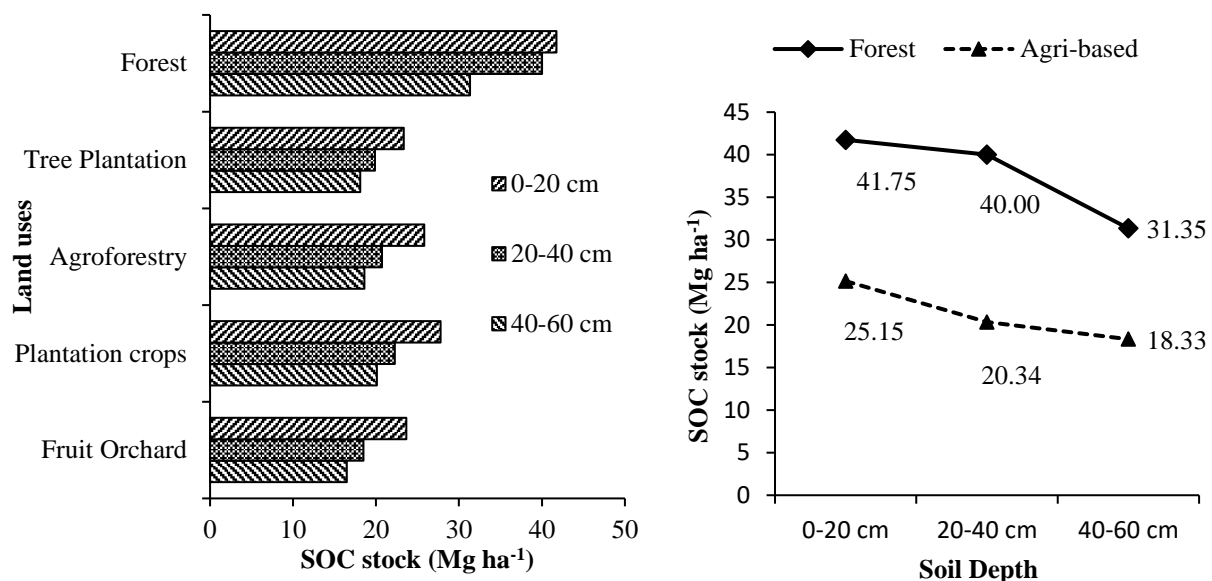 Land uses
Forest
Tree Plantation
Agroforestry
Plantation crops
Fruit Orchard
0-20 cm
20-40 cm
40-60 cm
0 10 20 30 40 50
SOC stock (Mg ha⁻¹)
Forest Agri-based
SOC stock (Mg ha⁻¹)
45
40
35
30
25
20
15
10
5
0
41.75
40.00
31.35
25.15
20.34
18.33
0-20 cm 20-40 cm 40-60 cm
Soil Depth